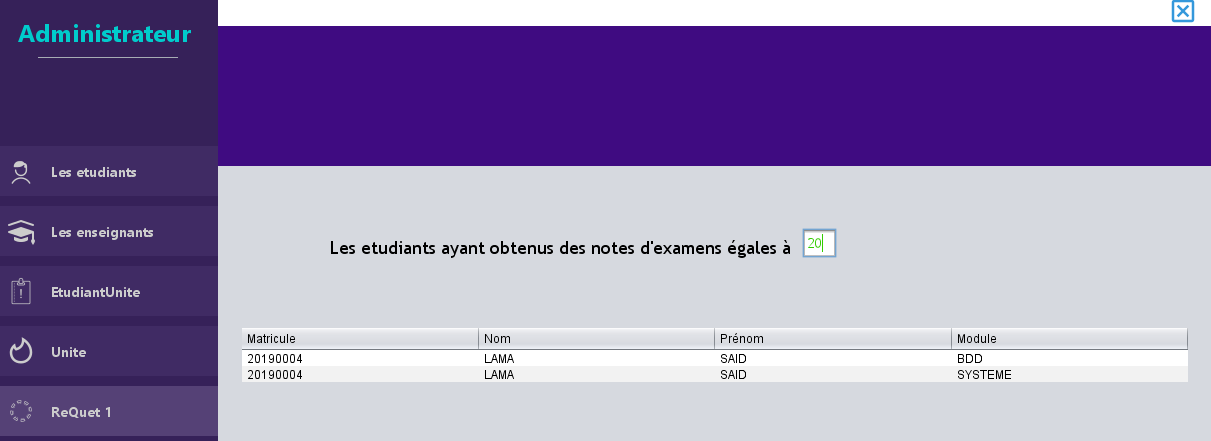 Administrateur
Les etudiants
Les enseignants
EtudiantUnite
Unite
ReQuet 1
Les etudiants ayant obtenus des notes d'examens égales à 20
Matricule Nom Prénom Module
20190004 LAMA SAID BDD
20190004 LAMA SAID SYSTEME